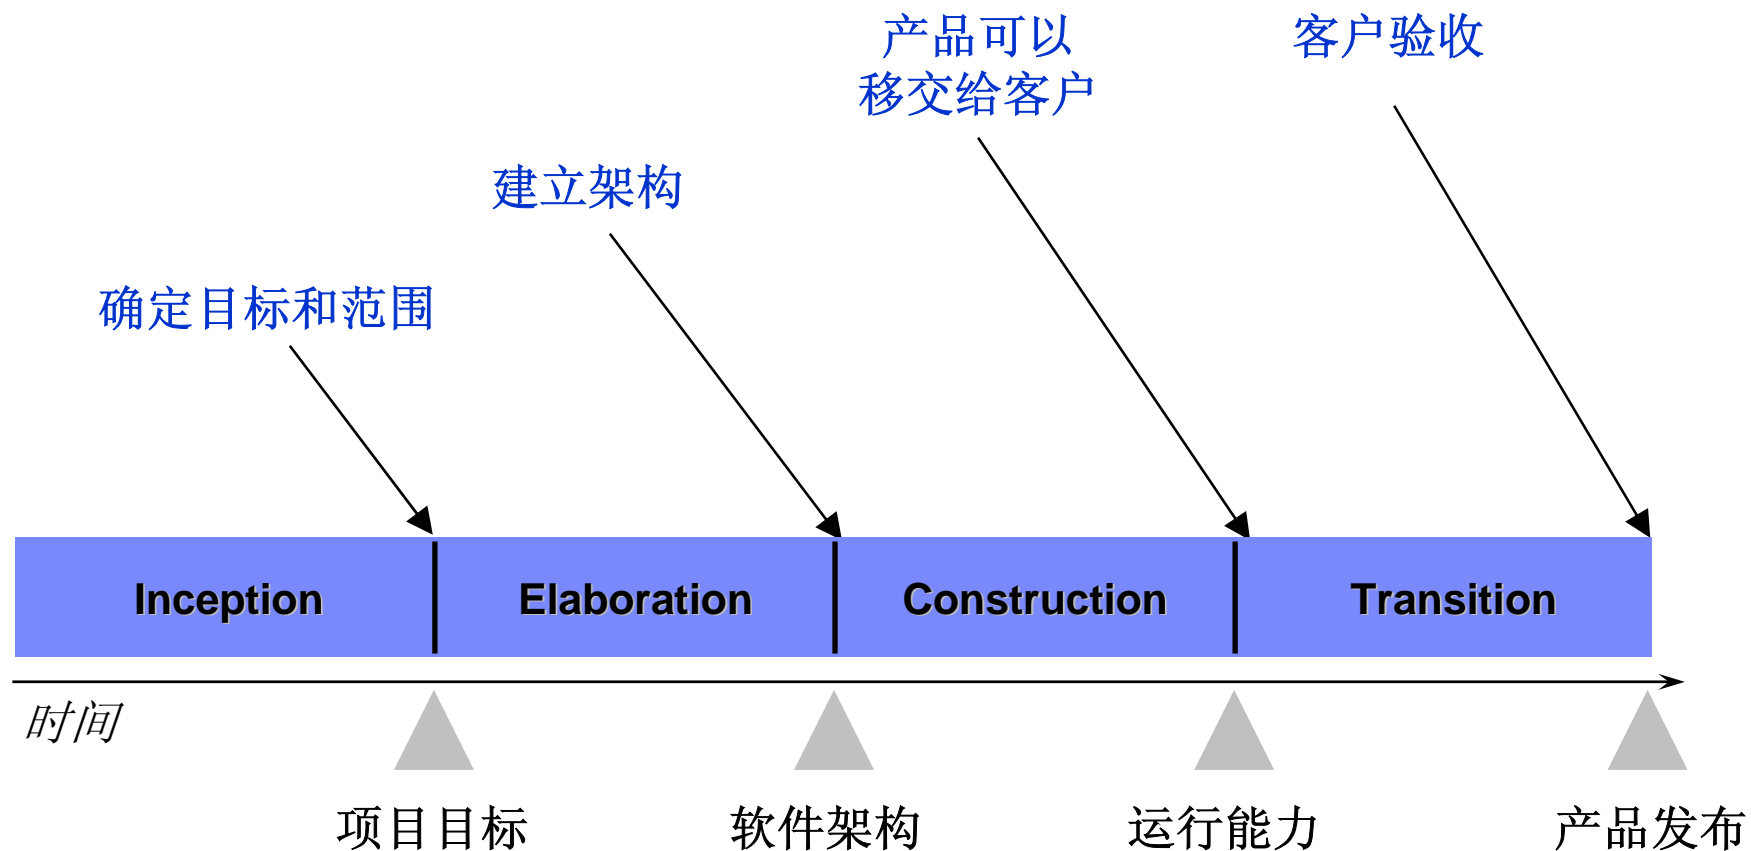 产品可以
移交给客户
客户验收
建立架构
确定目标和范围
Inception
Elaboration
Construction
Transition
时间
项目目标
软件架构
运行能力
产品发布